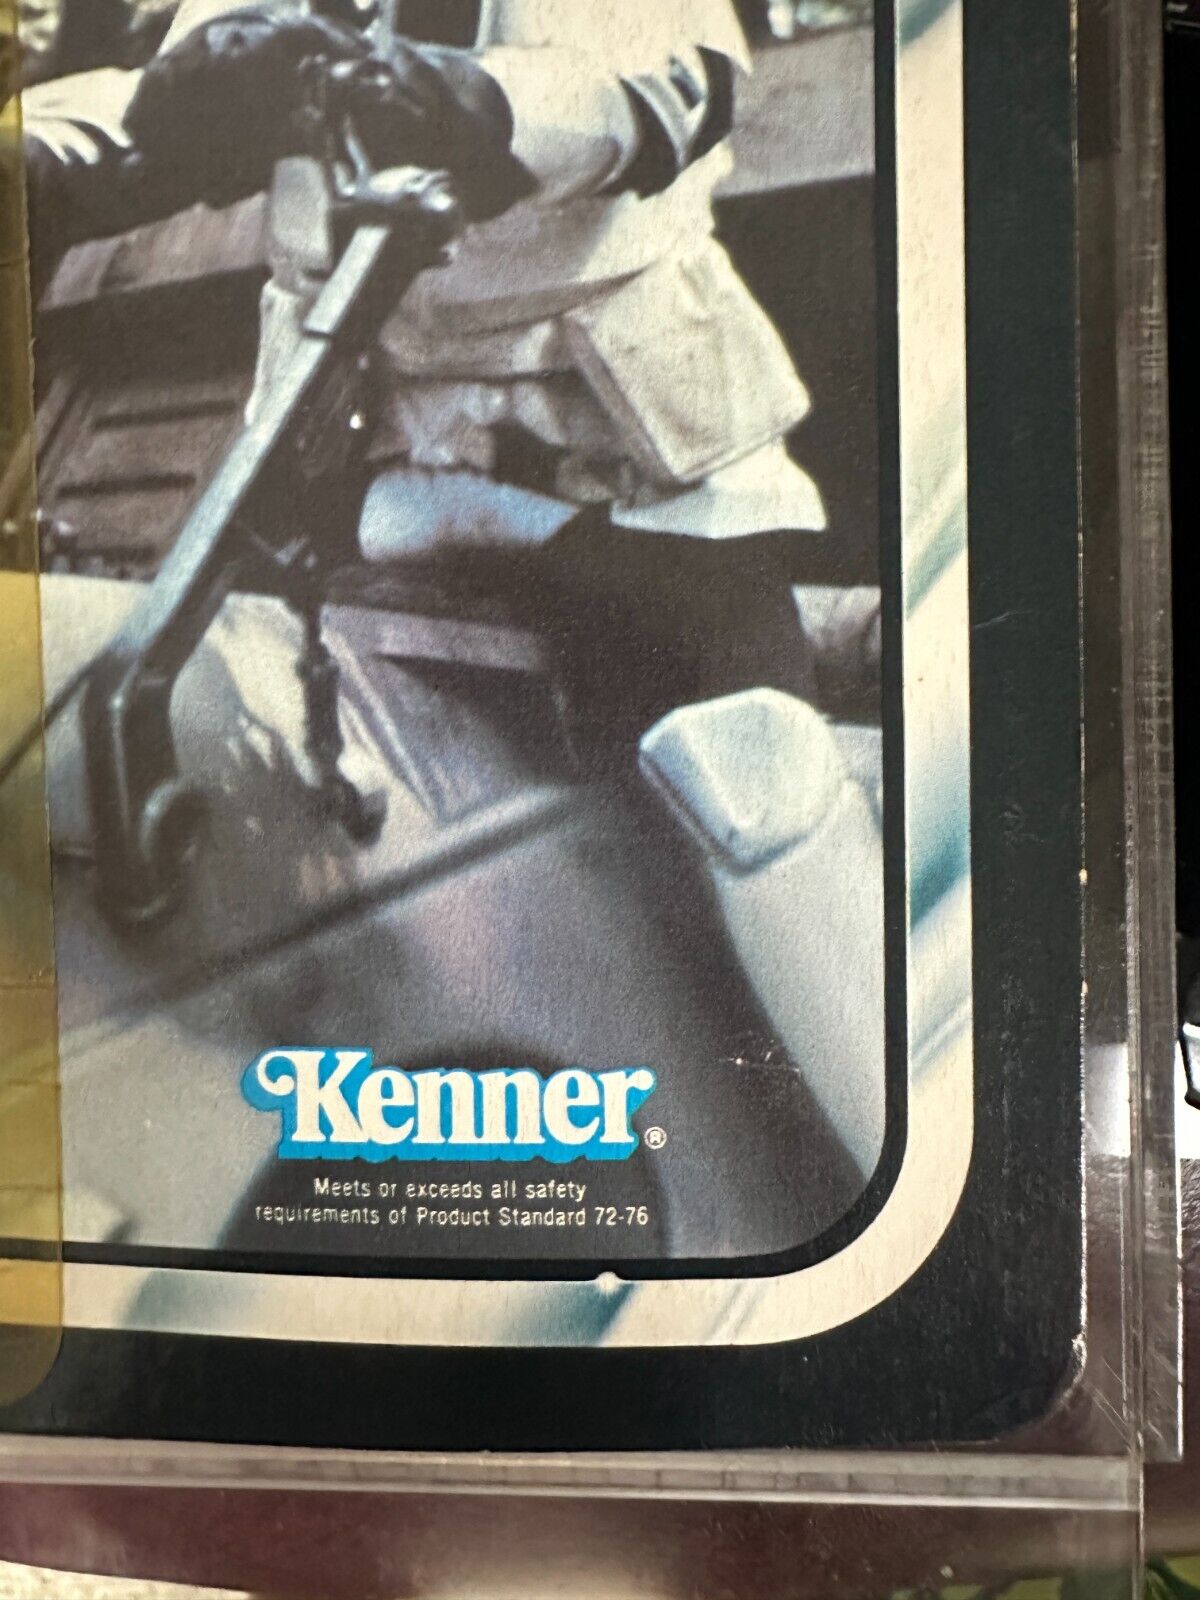 Kenner®
Meets or exceeds all safety
requirements of Product Standard 72-76